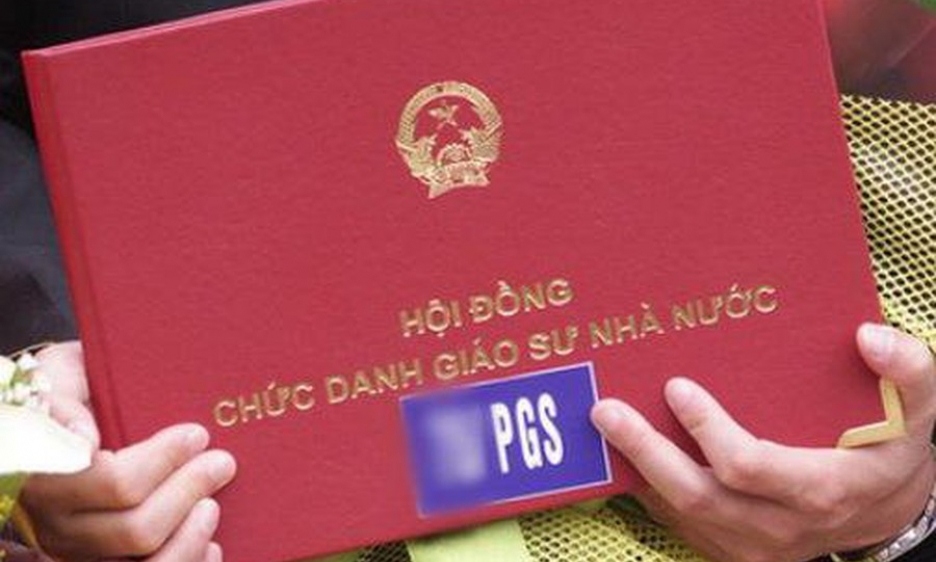 HỘI ĐỒNG
CHỨC DANH GIÁO SƯ NHÀ NƯỚC
PGS